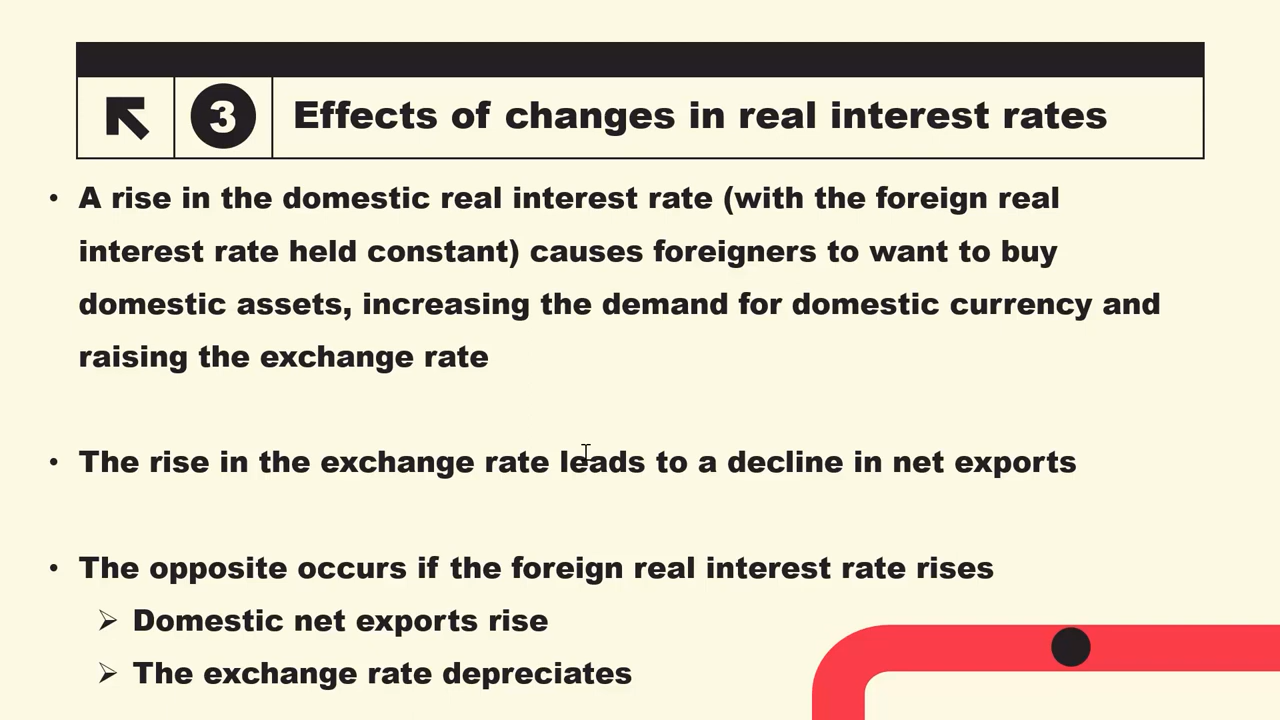 3 Effects of changes in real interest rates
• A rise in the domestic real interest rate (with the foreign real
interest rate held constant) causes foreigners to want to buy
domestic assets, increasing the demand for domestic currency and
raising the exchange rate
• The rise in the exchange rate leads to a decline in net exports
• The opposite occurs if the foreign real interest rate rises
➢ Domestic net exports rise
➢ The exchange rate depreciates